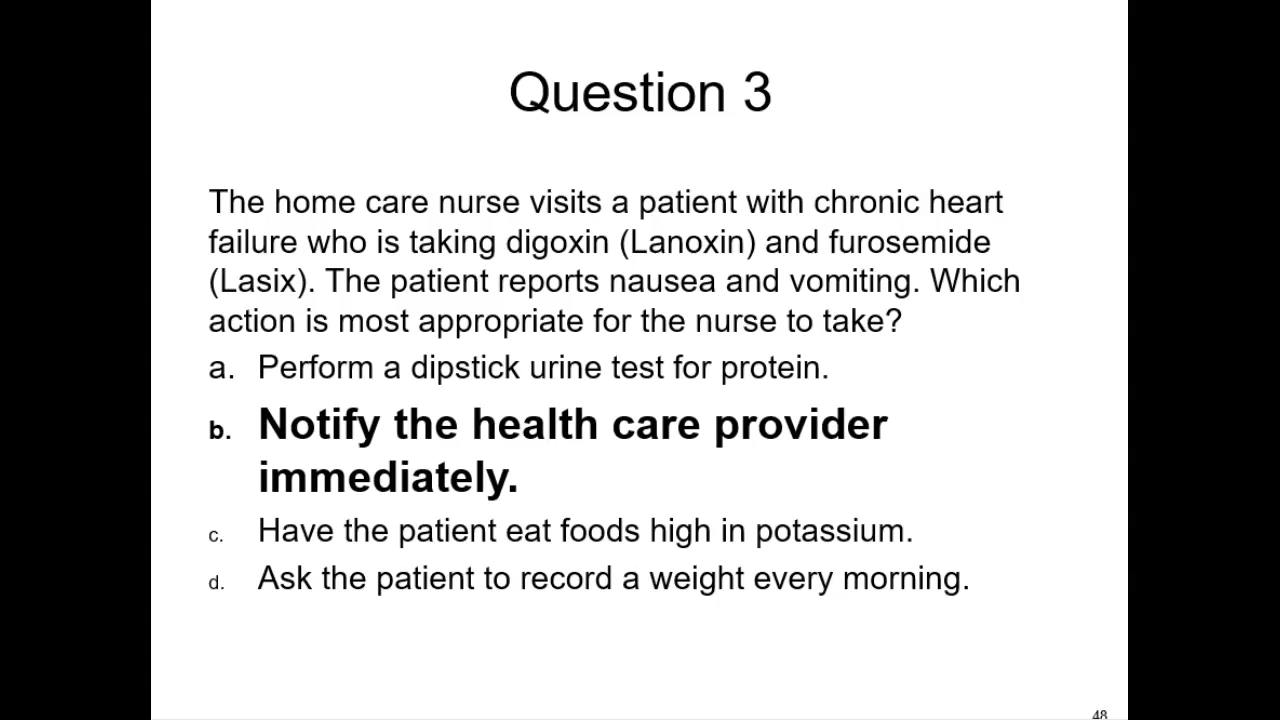 Question 3
The home care nurse visits a patient with chronic heart
failure who is taking digoxin (Lanoxin) and furosemide
(Lasix). The patient reports nausea and vomiting. Which
action is most appropriate for the nurse to take?
a. Perform a dipstick urine test for protein.
b. Notify the health care provider
immediately.
c. Have the patient eat foods high in potassium.
d. Ask the patient to record a weight every morning.
48